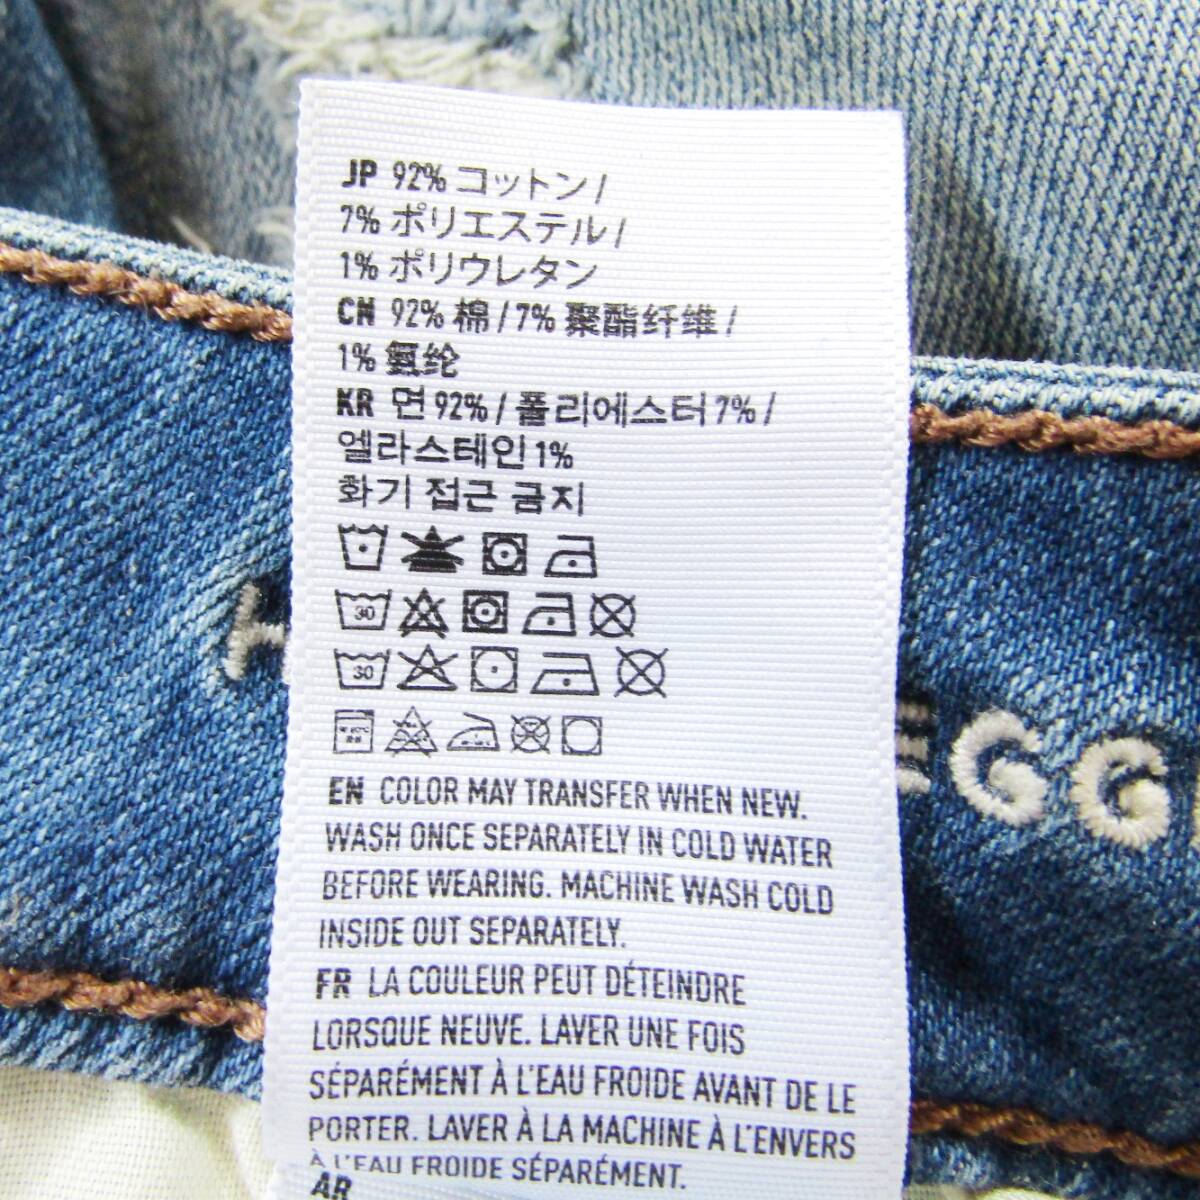 JP 92% コットン /
7% ポリエステル /
1% ポリウレタン
CN 92% 棉 / 7% 聚酯纤维 /
1% 氨纶
KR 면 92% / 폴리에스터 7% /
엘라스테인 1%
화기 접근 금지
30
30
EN COLOR MAY TRANSFER WHEN NEW.
WASH ONCE SEPARATELY IN COLD WATER
BEFORE WEARING. MACHINE WASH COLD
INSIDE OUT SEPARATELY.
FR LA COULEUR PEUT DÉTEINDRE
LORSQUE NEUVE. LAVER UNE FOIS
SÉPARÉMENT À L'EAU FROIDE AVANT DE LE
PORTER. LAVER À LA MACHINE À L'ENVERS
À L'EAU FROIDE SÉPARÉMENT.
AR
H
EGG